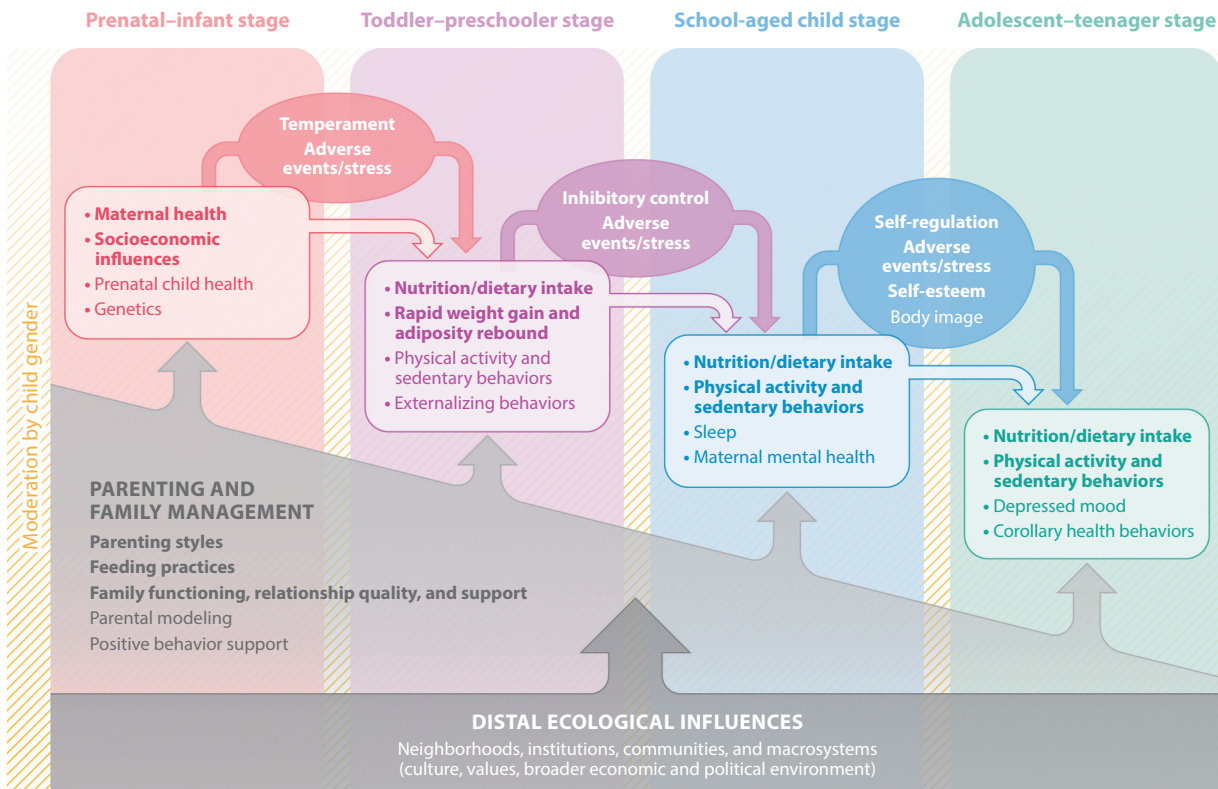 Prenatal–infant stage
Toddler–preschooler stage
School-aged child stage
Adolescent–teenager stage
Moderation by child gender
Temperament
Adverse
events/stress
• Maternal health
• Socioeconomic
influences
• Prenatal child health
• Genetics
Inhibitory control
Adverse
events/stress
• Nutrition/dietary intake
• Rapid weight gain and
adiposity rebound
• Physical activity and
sedentary behaviors
• Externalizing behaviors
Self-regulation
Adverse
events/stress
Self-esteem
Body image
• Nutrition/dietary intake
• Physical activity and
sedentary behaviors
• Sleep
• Maternal mental health
• Nutrition/dietary intake
• Physical activity and
sedentary behaviors
• Depressed mood
• Corollary health behaviors
PARENTING AND
FAMILY MANAGEMENT
Parenting styles
Feeding practices
Family functioning, relationship quality, and support
Parental modeling
Positive behavior support
DISTAL ECOLOGICAL INFLUENCES
Neighborhoods, institutions, communities, and macrosystems
(culture, values, broader economic and political environment)